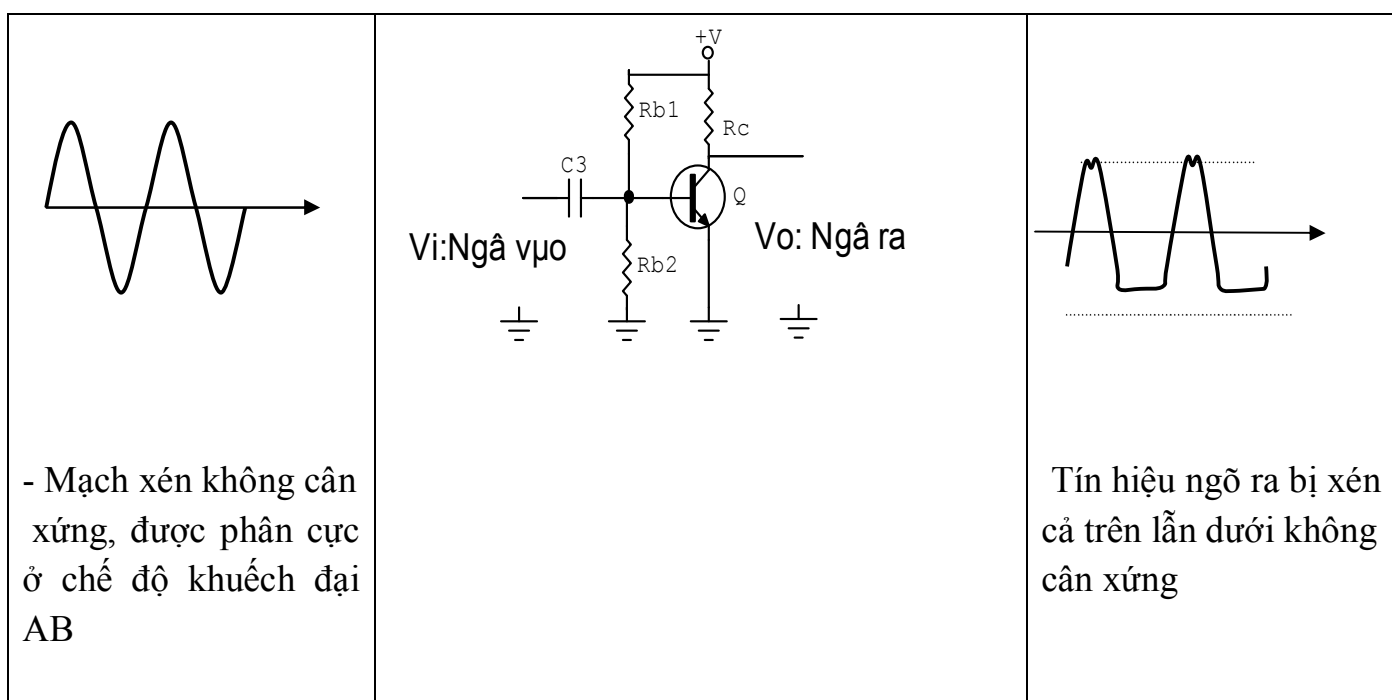 +V
Rb1
Rc
C3
Q
Vi:Ngâ vµo
Vo: Ngâ ra
Rb2
- Mạch xén không cân
xứng, được phân cực
ở chế độ khuếch đại
AB
Tín hiệu ngõ ra bị xén
cả trên lẫn dưới không
cân xứng